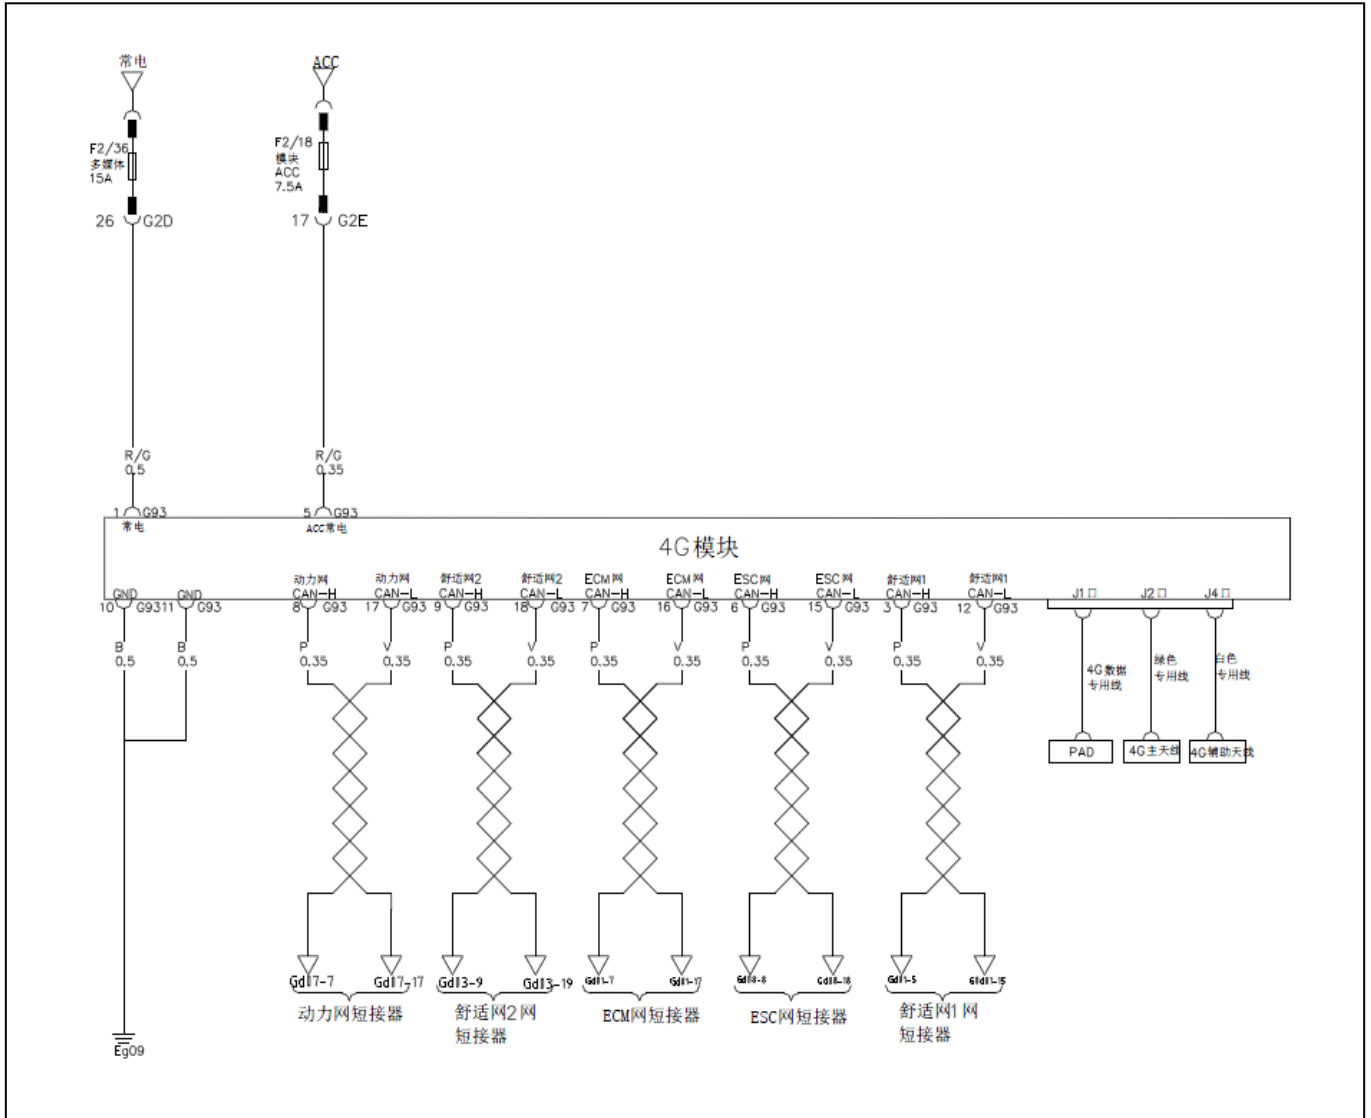 常电
ACC
F2/36
多媒体
15A
F2/18
模块
ACC
7.5A
26 G2D
17 G2E
R/G
0.5
R/G
0.35
1 G93
5 G93
常电
ACC常电
4G模块
动力网
CAN-H
动力网
CAN-L
舒适网2
CAN-H
舒适网2
CAN-L
ECM网
CAN-H
ECM网
CAN-L
ESC网
CAN-H
ESC网
CAN-L
舒适网1
CAN-H
舒适网1
CAN-L
GND
GND
J1口
J2口
J4口
10 G93
11 G93
8 G93
17 G93
9 G93
18 G93
7 G93
16 G93
6 G93
15 G93
3 G93
12 G93
B
0.5
B
0.5
P
0.35
V
0.35
P
0.35
V
0.35
P
0.35
V
0.35
P
0.35
V
0.35
P
0.35
V
0.35
4G数据
专用线
绿色
专用线
白色
专用线
PAD
4G主天线
4G辅助天线
动力网短接器
舒适网2网
短接器
ECM网短接器
ESC网短接器
舒适网1网
短接器
Eg09